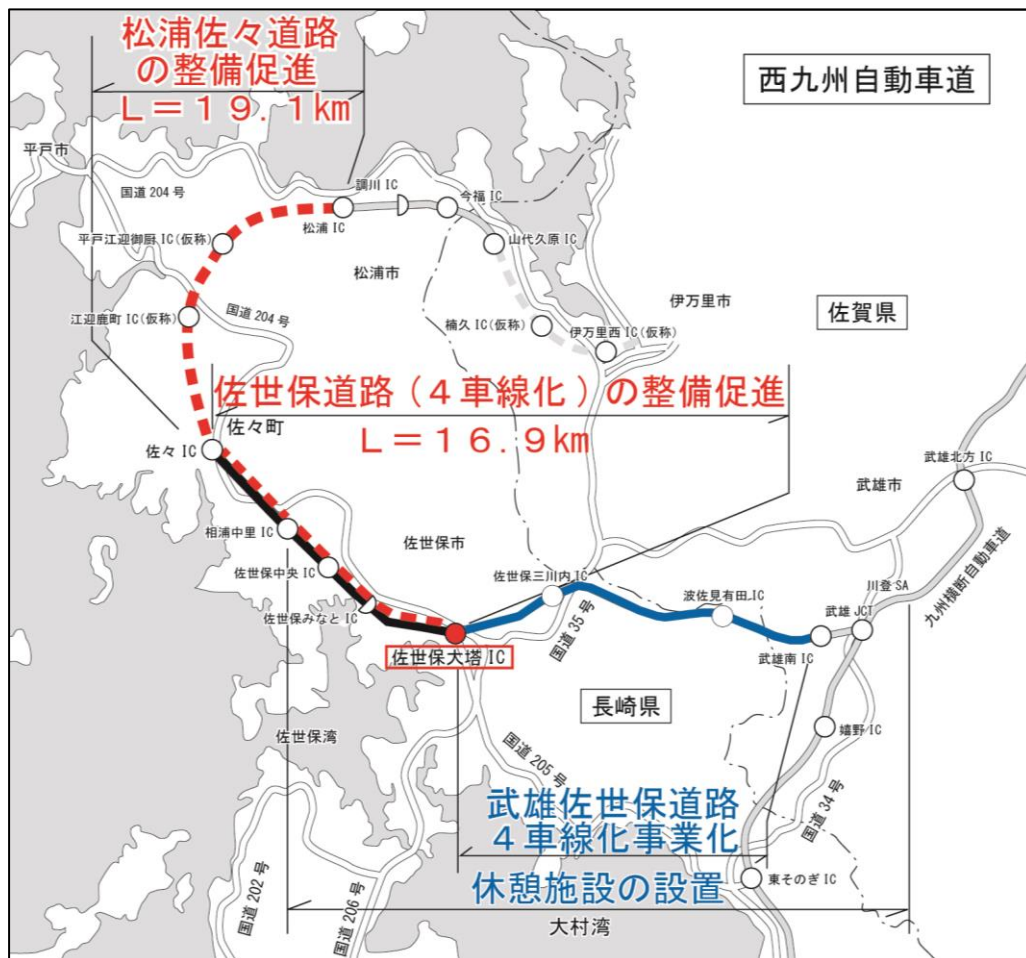 松浦佐々道路
の整備促進
L=19.1km
西九州自動車道
平戸市
国道 204 号
調川 IC
今福 IC
松浦 IC
山代久原 IC
平戸江迎御厨 IC(仮称)
松浦市
伊万里市
江迎鹿町 IC(仮称)
国道 204 号
楠久 IC(仮称)
伊万里西 IC(仮称)
佐賀県
佐世保道路(4車線化)の整備促進
L=16.9km
佐々町
佐々 IC
武雄北方 IC
武雄市
相浦中里 IC
佐世保市
佐世保中央 IC
佐世保三川内 IC
川登 SA
九州横断自動車道
佐世保みなと IC
国道 35 号
波佐見有田 IC
武雄 JCT
佐世保大塔 IC
武雄南 IC
長崎県
佐世保湾
嬉野 IC
国道 205 号
国道 34 号
武雄佐世保道路
4車線化事業化
東そのぎ IC
休憩施設の設置
国道 202 号
国道 206 号
大村湾